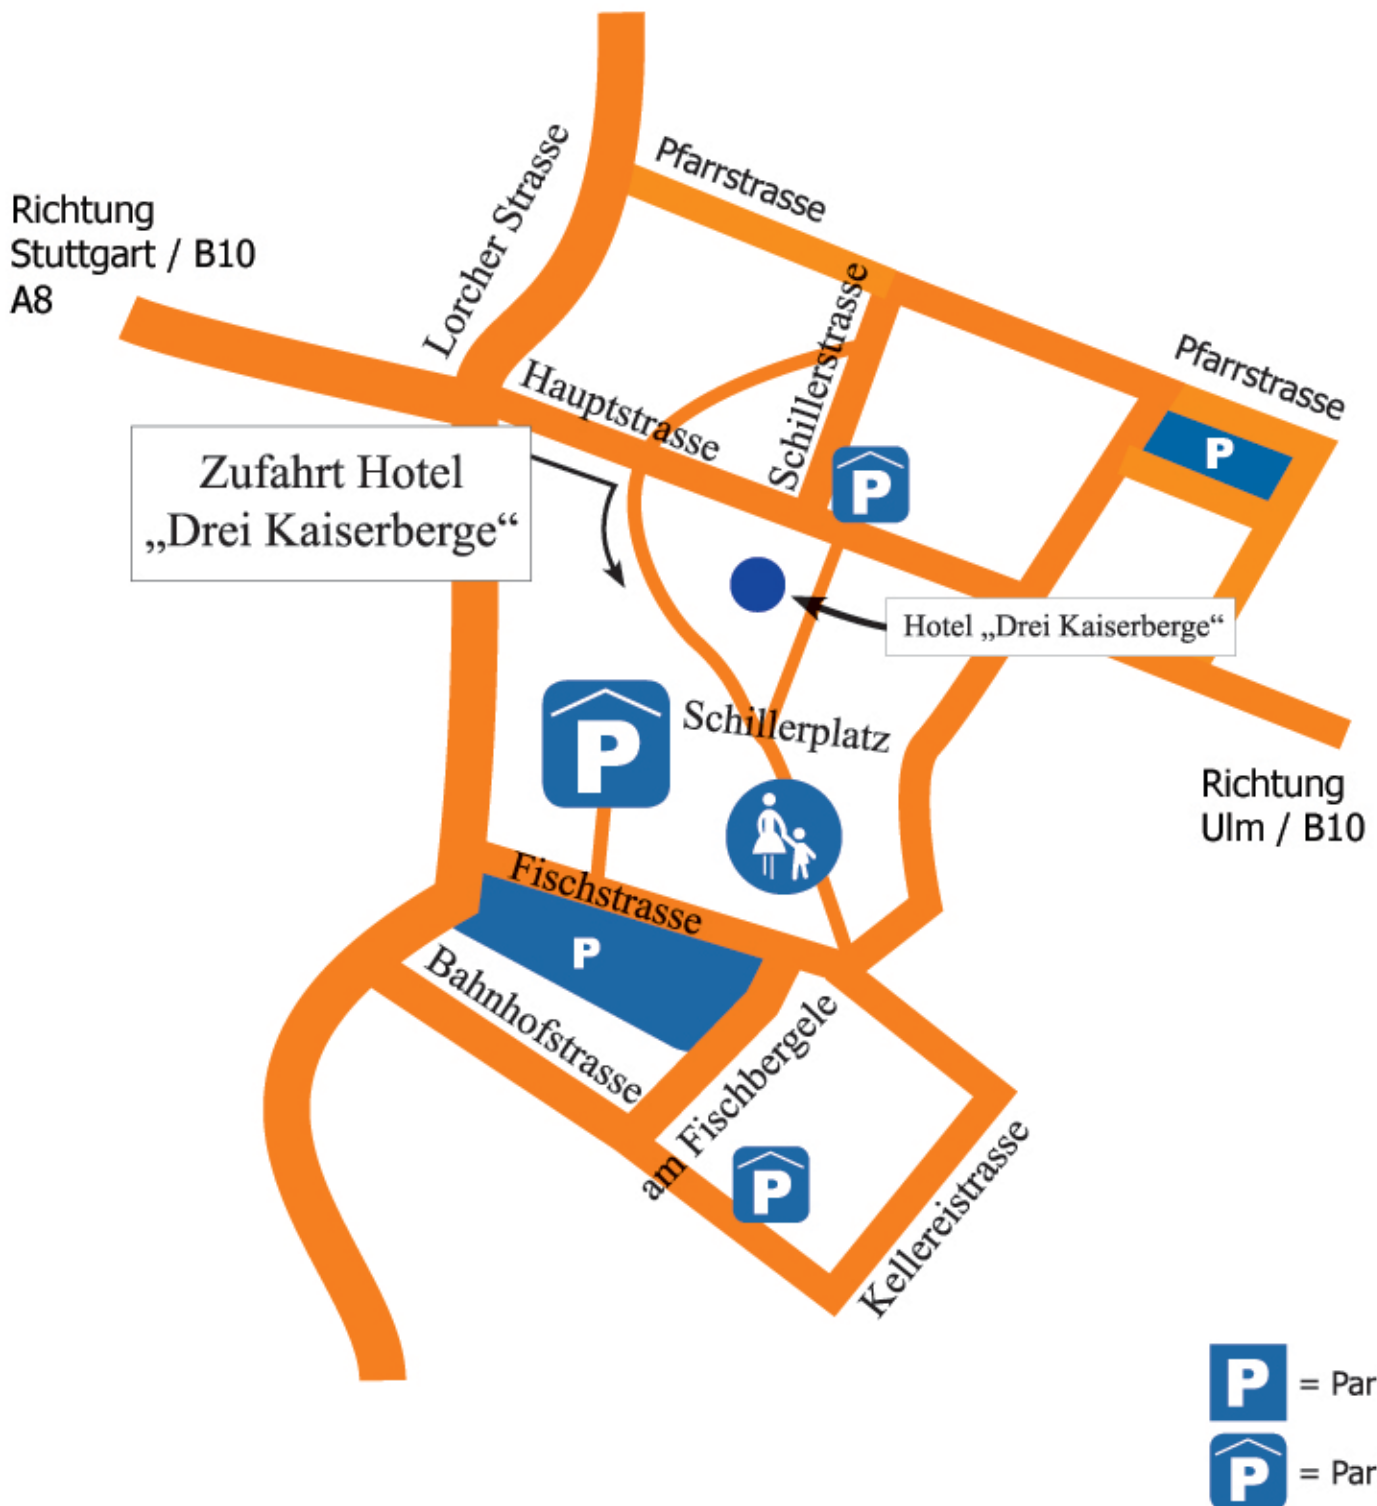 Pfarrstrasse
Lorcher Strasse
Richtung
Stuttgart / B10
A8
Schillerstrasse
Pfarrstrasse
Hauptstrasse
P
Zufahrt Hotel
„Drei Kaiserberge“
P
Hotel „Drei Kaiserberge“
P
Schillerplatz
Richtung
Ulm / B10
Fischstrasse
P
Bahnhofstrasse
am Fischbergele
P
Kellereistrasse
P = Par
P = Par